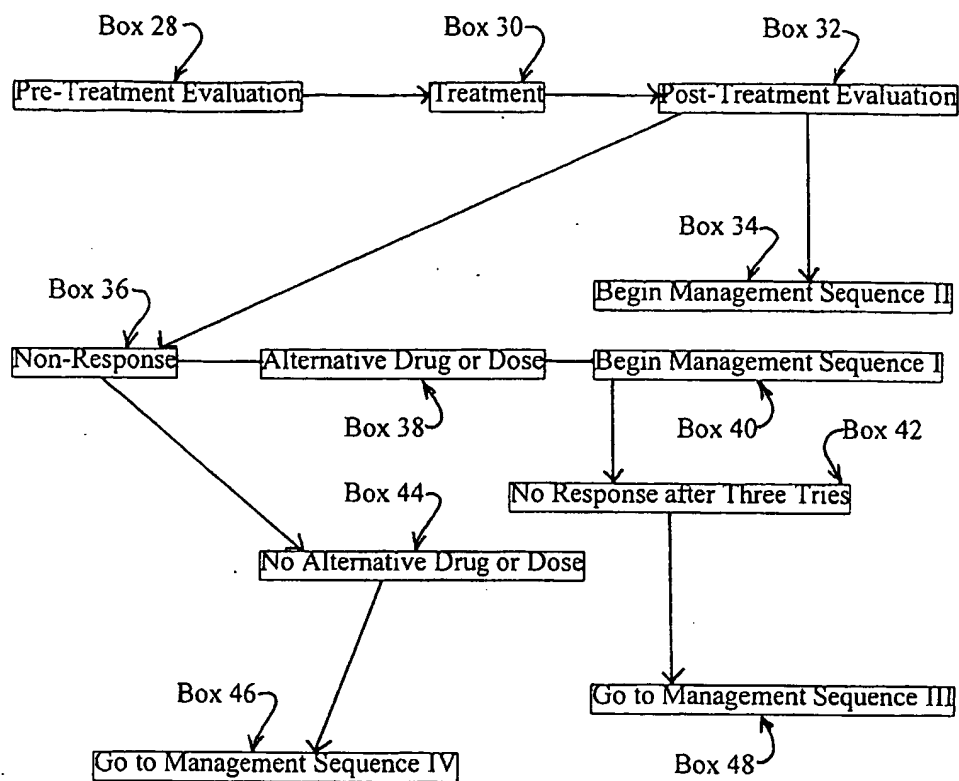 Box 28
Box 30
Box 32
Pre-Treatment Evaluation
Treatment
Post-Treatment Evaluation
Box 34
Begin Management Sequence II
Box 36
Non-Response
Alternative Drug or Dose
Begin Management Sequence I
Box 38
Box 40
Box 42
Box 44
No Response after Three Tries
No Alternative Drug or Dose
Box 46
Go to Management Sequence III
Go to Management Sequence IV
Box 48